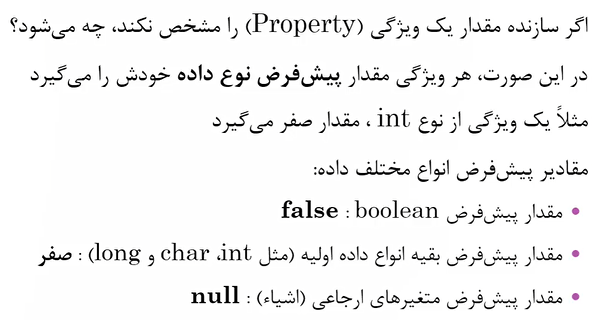 اگر سازنده مقدار یک ویژگی (Property) را مشخص نکند، چه می‌شود؟
در این صورت، هر ویژگی مقدار پیش‌فرض نوع داده خودش را می‌گیرد
مثلاً یک ویژگی از نوع int ، مقدار صفر می‌گیرد
مقادیر پیش‌فرض انواع مختلف داده:
• مقدار پیش‌فرض boolean : false
• مقدار پیش‌فرض بقیه انواع داده اولیه (مثل int، char و long) : صفر
• مقدار پیش‌فرض متغیرهای ارجاعی (اشیاء) : null